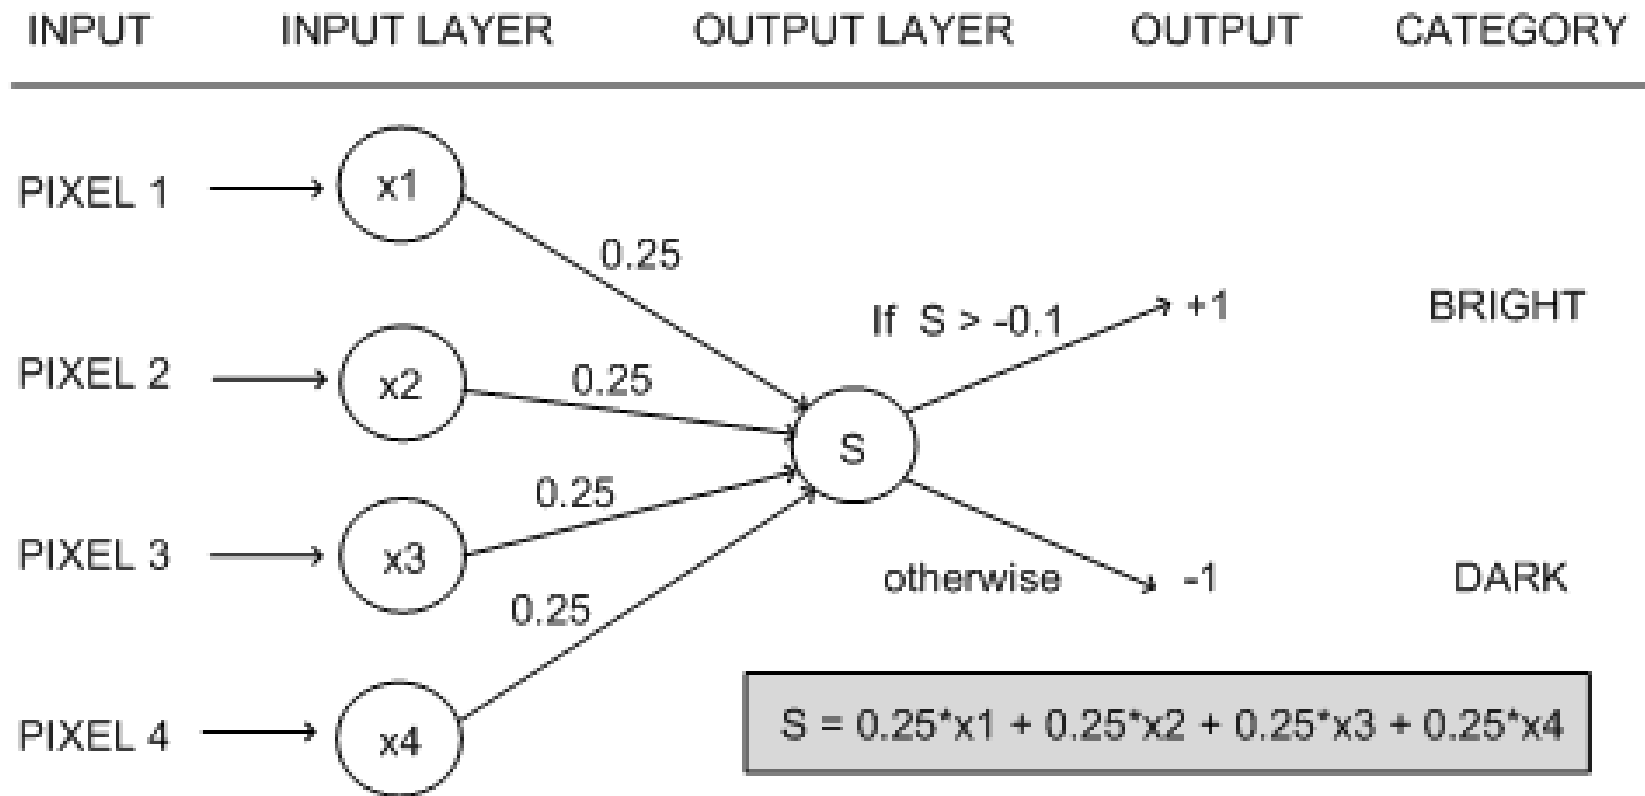 INPUT INPUT LAYER OUTPUT LAYER OUTPUT CATEGORY
PIXEL 1 x1
0.25
If S > -0.1 +1 BRIGHT
PIXEL 2 x2 0.25
S
0.25
PIXEL 3 x3
otherwise -1 DARK
0.25
PIXEL 4 x4
S = 0.25*x1 + 0.25*x2 + 0.25*x3 + 0.25*x4